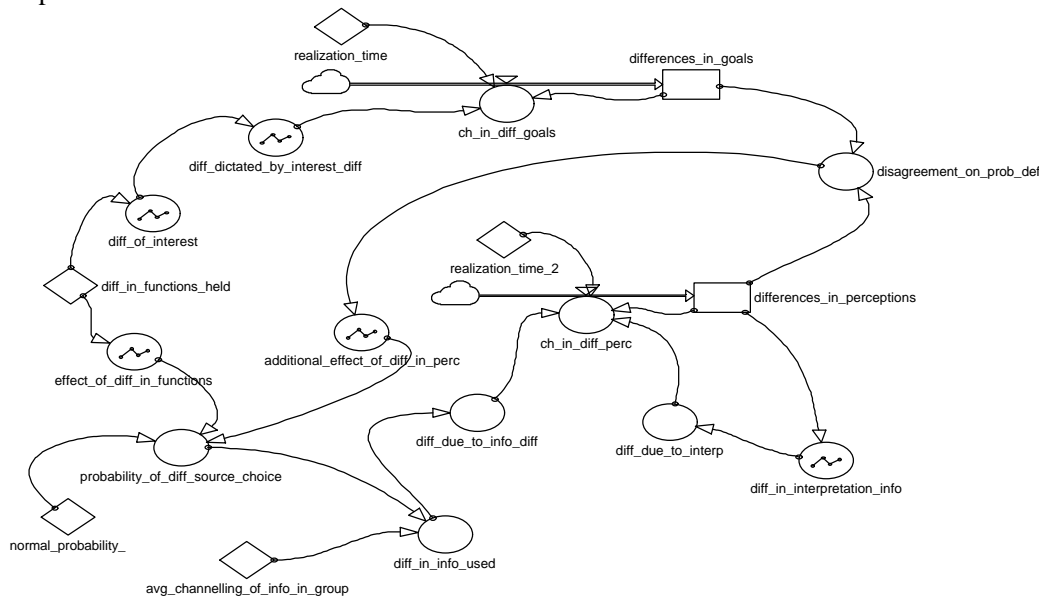 realization_time
differences_in_goals
ch_in_diff_goals
diff_dictated_by_interest_diff
disagreement_on_prob_def
diff_of_interest
realization_time_2
diff_in_functions_held
differences_in_perceptions
ch_in_diff_perc
additional_effect_of_diff_in_perc
effect_of_diff_in_functions
diff_due_to_info_diff
diff_due_to_interp
probability_of_diff_source_choice
diff_in_interpretation_info
normal_probability_
diff_in_info_used
avg_channelling_of_info_in_group